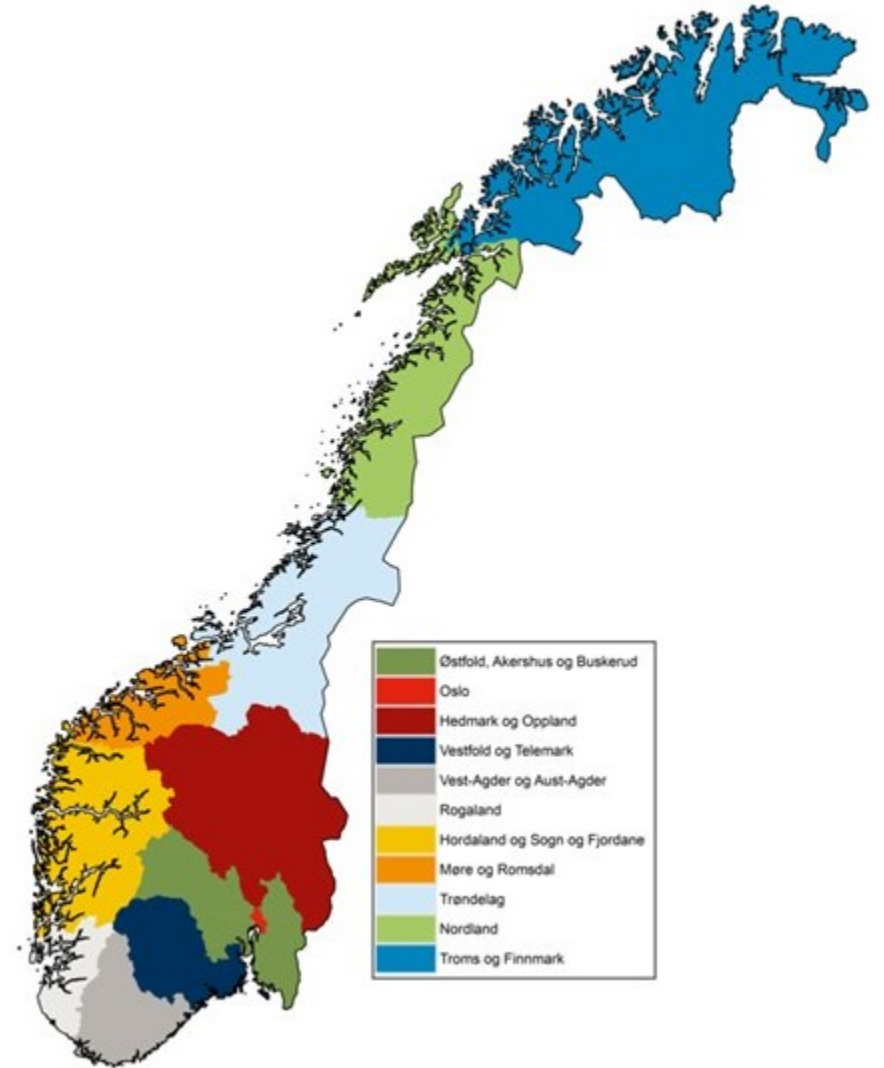 Østfold, Akershus og Buskerud
Oslo
Hedmark og Oppland
Vestfold og Telemark
Vest-Agder og Aust-Agder
Rogaland
Hordaland og Sogn og Fjordane
Møre og Romsdal
Trøndelag
Nordland
Troms og Finnmark